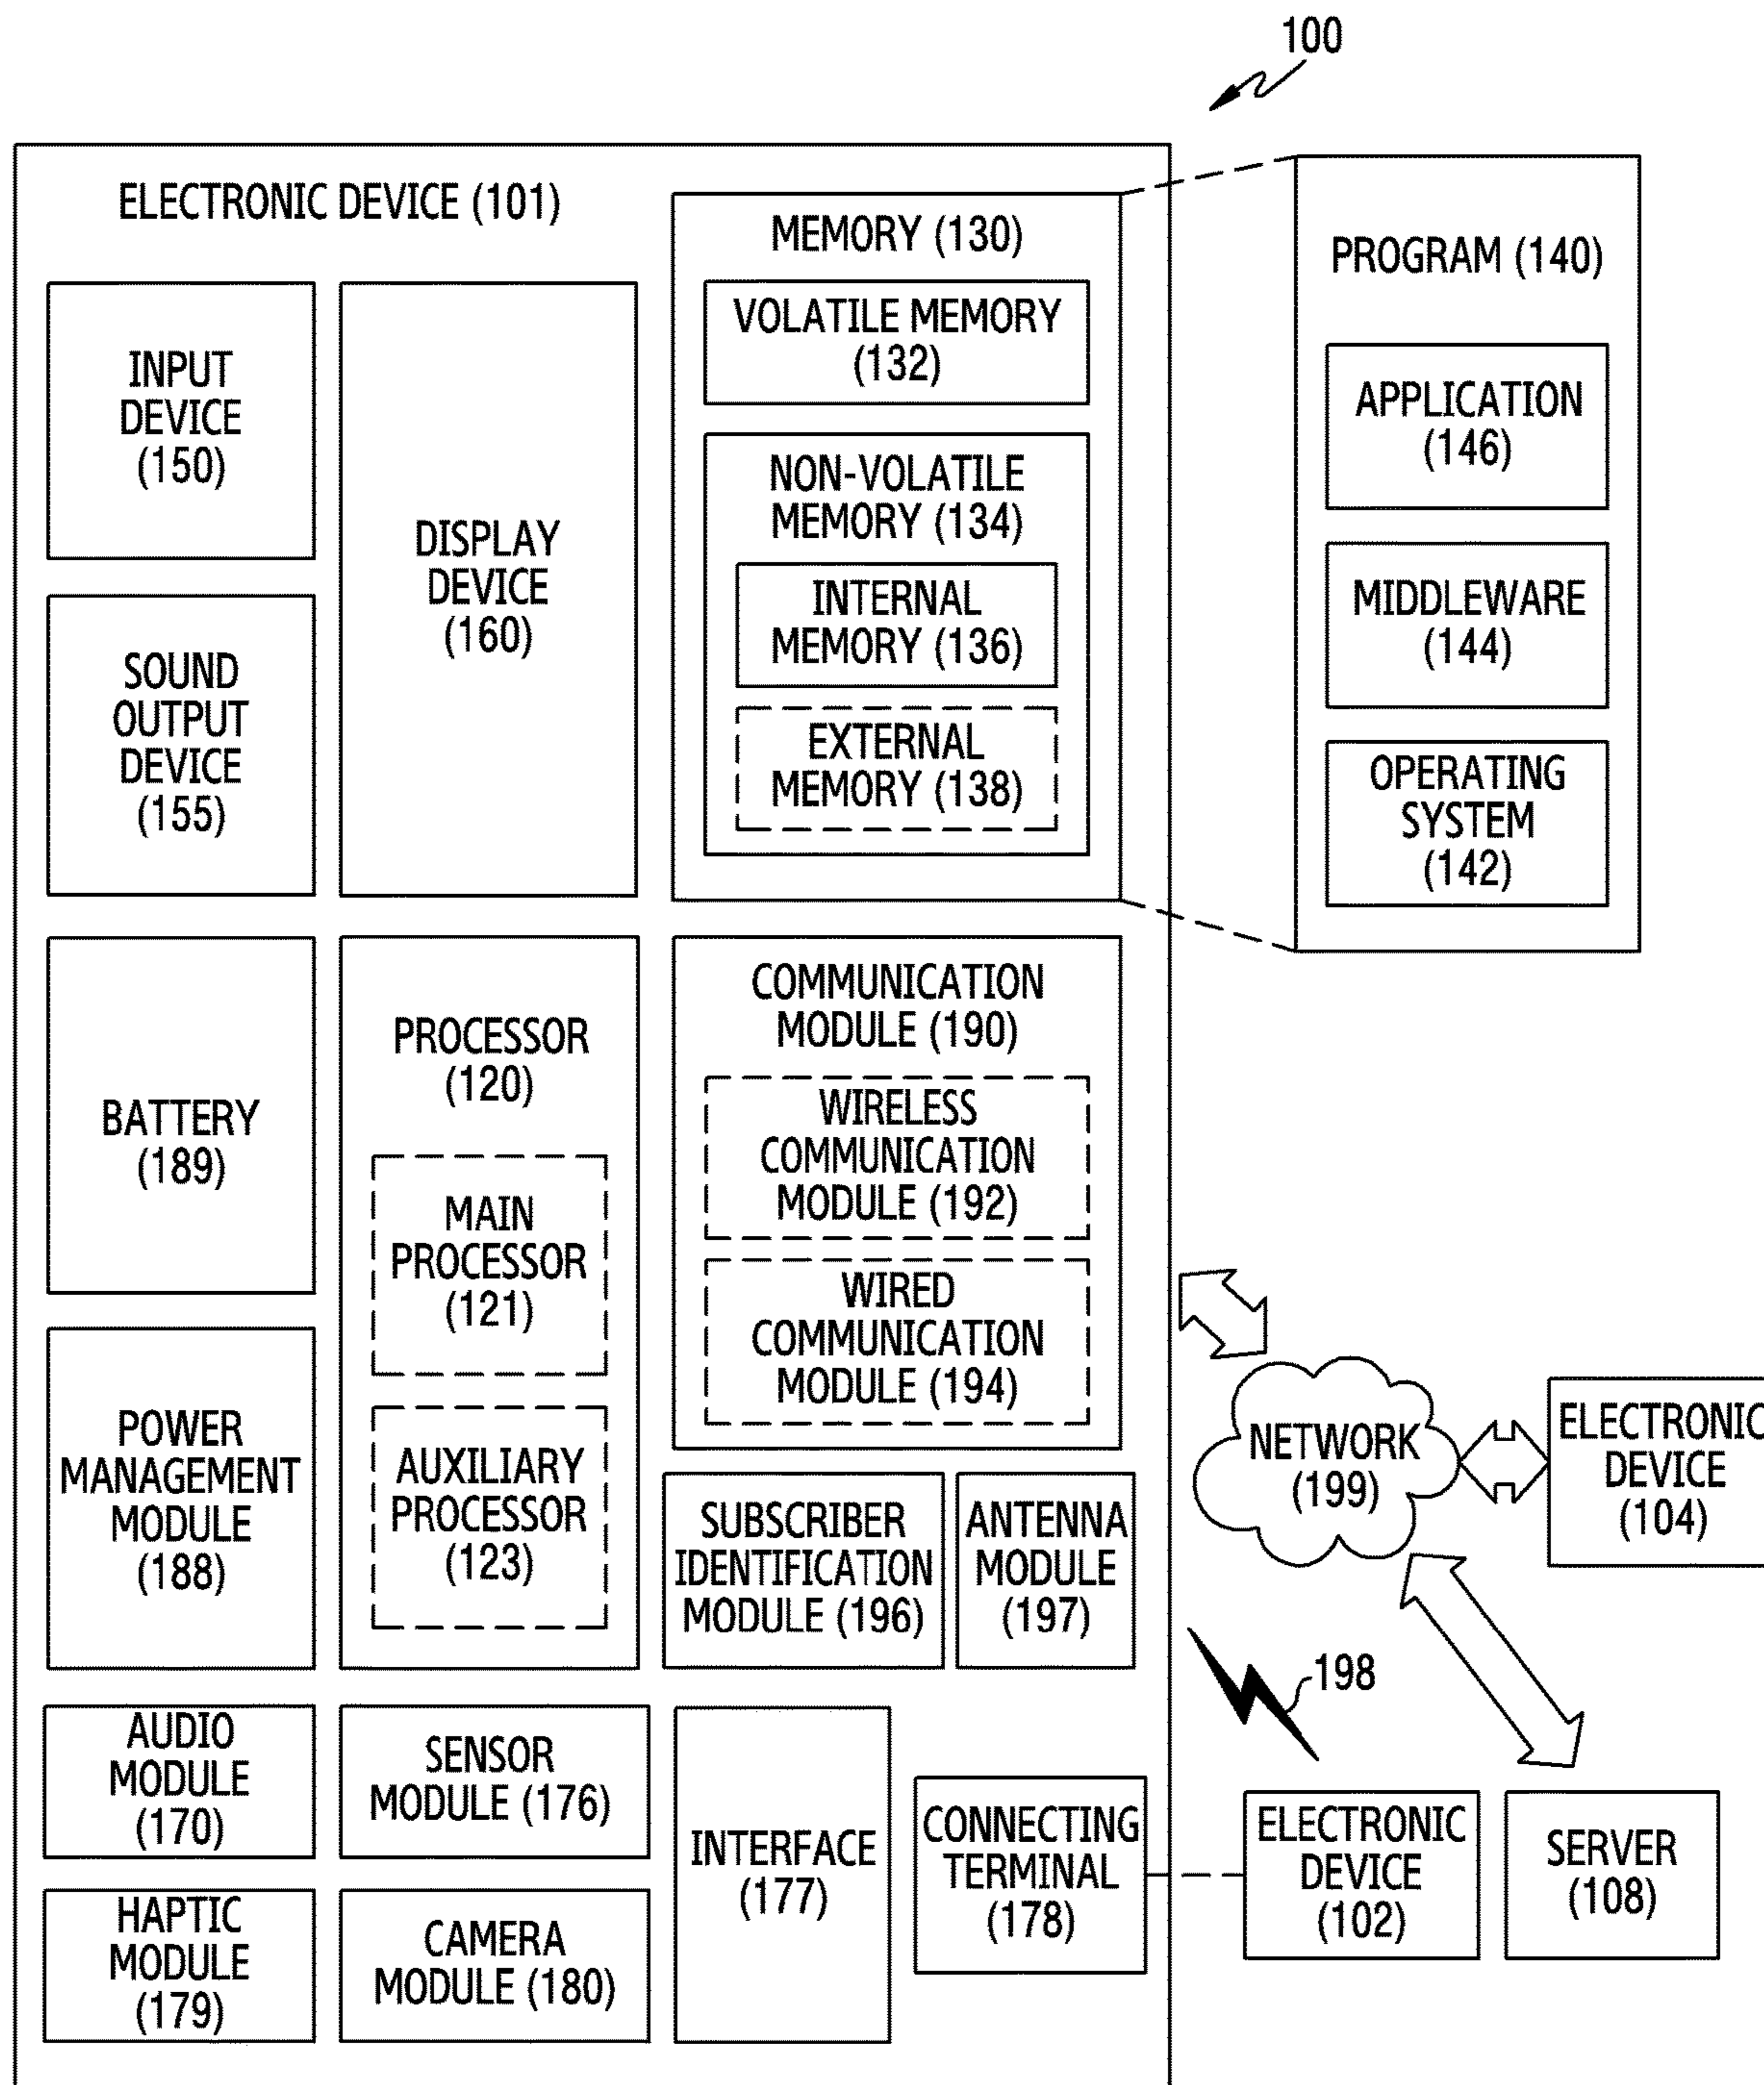 100
ELECTRONIC DEVICE (101)
INPUT
DEVICE
(150)
SOUND
OUTPUT
DEVICE
(155)
DISPLAY
DEVICE
(160)
MEMORY (130)
VOLATILE MEMORY
(132)
NON-VOLATILE
MEMORY (134)
INTERNAL
MEMORY (136)
EXTERNAL
MEMORY (138)
PROGRAM (140)
APPLICATION
(146)
MIDDLEWARE
(144)
OPERATING
SYSTEM
(142)
BATTERY
(189)
POWER
MANAGEMENT
MODULE
(188)
PROCESSOR
(120)
MAIN
PROCESSOR
(121)
AUXILIARY
PROCESSOR
(123)
COMMUNICATION
MODULE (190)
WIRELESS
COMMUNICATION
MODULE (192)
WIRED
COMMUNICATION
MODULE (194)
SUBSCRIBER
IDENTIFICATION
MODULE (196)
ANTENNA
MODULE
(197)
NETWORK
(199)
ELECTRONIC
DEVICE
(104)
198
AUDIO
MODULE
(170)
SENSOR
MODULE (176)
HAPTIC
MODULE
(179)
CAMERA
MODULE (180)
INTERFACE
(177)
CONNECTING
TERMINAL
(178)
ELECTRONIC
DEVICE
(102)
SERVER
(108)